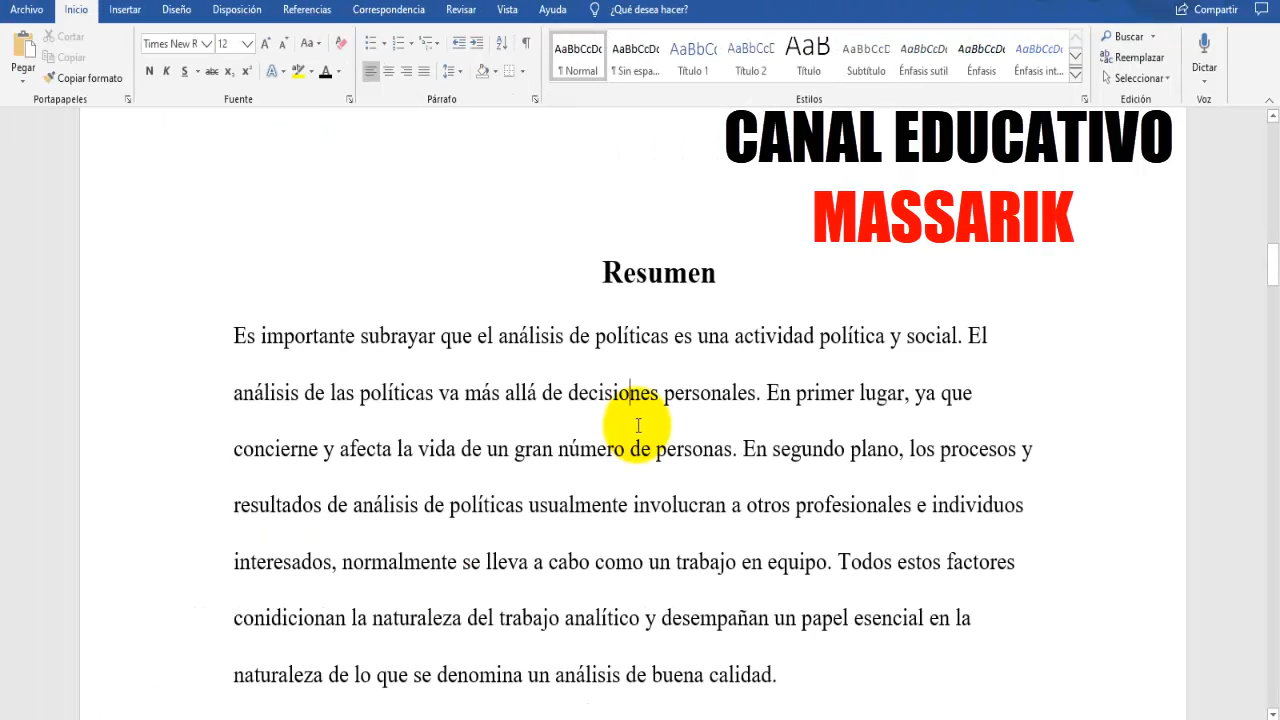 Archivo Inicio Insertar Diseño Disposición Referencias Correspondencia Revisar Vista Ayuda ¿Qué desea hacer? Compartir
Pegar
Cortar
Copiar
Copiar formato
Portapapeles
Times New R 12 Aa
N K S abc x₂ x² A A
Fuente
Párrafo
AaBbCcDc AaBbCcDc AaBbCc AaBbCcD AaB AaBbCcD AaBbCcDc AaBbCcDc AaBbCcDc
¶ Normal ¶ Sin espa... Título 1 Título 2 Título Subtítulo Énfasis sutil Énfasis Énfasis int...
Estilos
Buscar
Reemplazar
Seleccionar
Edición
Dictar
Voz
CANAL EDUCATIVO
MASSARIK
Resumen
Es importante subrayar que el análisis de políticas es una actividad política y social. El
análisis de las políticas va más allá de decisiones personales. En primer lugar, ya que
concierne y afecta la vida de un gran número de personas. En segundo plano, los procesos y
resultados de análisis de políticas usualmente involucran a otros profesionales e individuos
interesados, normalmente se lleva a cabo como un trabajo en equipo. Todos estos factores
conidicionan la naturaleza del trabajo analítico y desempañan un papel esencial en la
naturaleza de lo que se denomina un análisis de buena calidad.